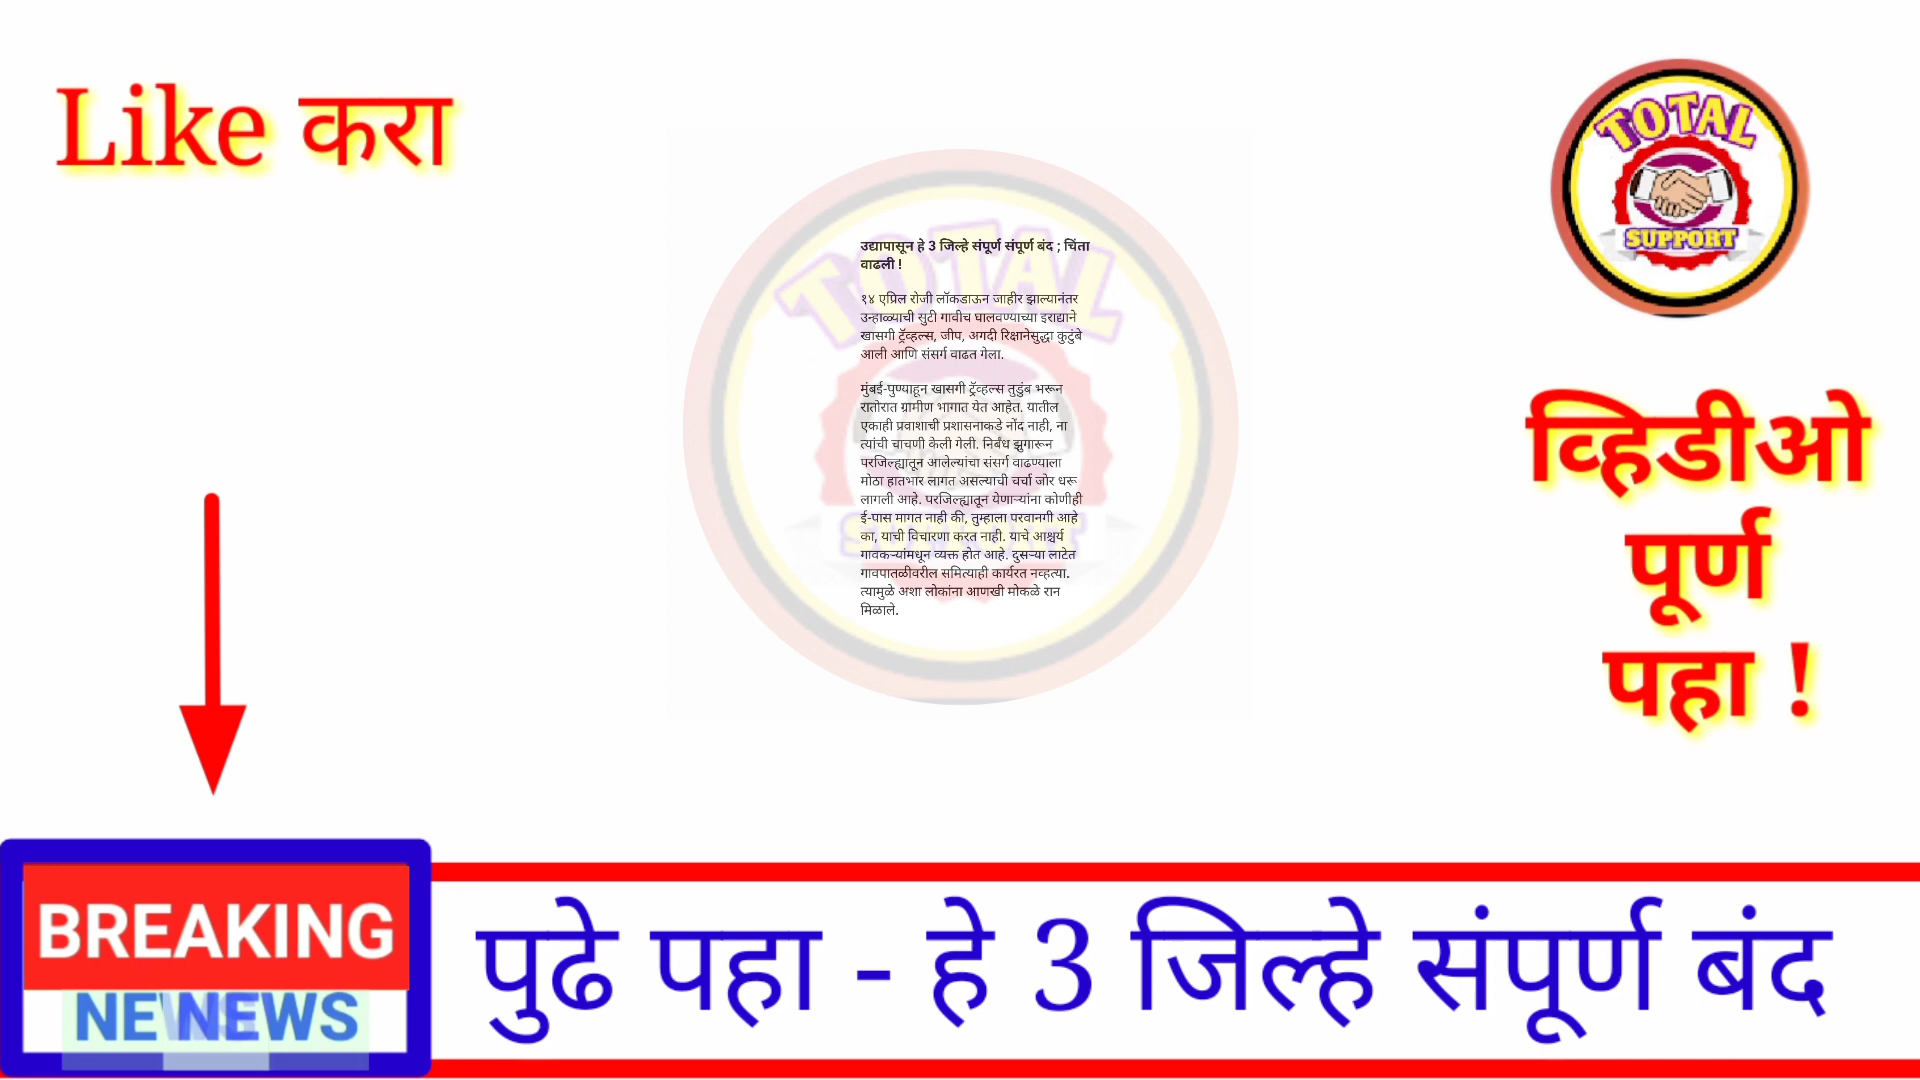 Like करा
TOTAL
SUPPORT
उद्यापासून हे 3 जिल्हे संपूर्ण संपूर्ण बंद ; चिंता
वाढली !
१४ एप्रिल रोजी लॉकडाऊन जाहीर झाल्यानंतर
उन्हाळ्याची सुटी गावीच घालवण्याच्या इराद्याने
खासगी ट्रॅव्हल्स, जीप, अगदी रिक्षानेसुद्धा कुटुंबे
आली आणि संसर्ग वाढत गेला.
मुंबई-पुण्याहून खासगी ट्रॅव्हल्स तुडुंब भरून
रातोरात ग्रामीण भागात येत आहेत. यातील
एकाही प्रवाशाची प्रशासनाकडे नोंद नाही, ना
त्यांची चाचणी केली गेली. निर्बंध झुगारून
परजिल्ह्यातून आलेल्यांचा संसर्ग वाढण्याला
मोठा हातभार लागत असल्याची चर्चा जोर धरू
लागली आहे. परजिल्ह्यातून येणाऱ्यांना कोणीही
ई-पास मागत नाही की, तुम्हाला परवानगी आहे
का, याची विचारणा करत नाही. याचे आश्चर्य
गावकऱ्यांमधून व्यक्त होत आहे. दुसऱ्या लाटेत
गावपातळीवरील समित्याही कार्यरत नव्हत्या.
त्यामुळे अशा लोकांना आणखी मोकळे रान
मिळाले.
TOTAL
SUPPORT
व्हिडीओ
पूर्ण
पहा !
BREAKING
NEWS
पुढे पहा - हे 3 जिल्हे संपूर्ण बंद